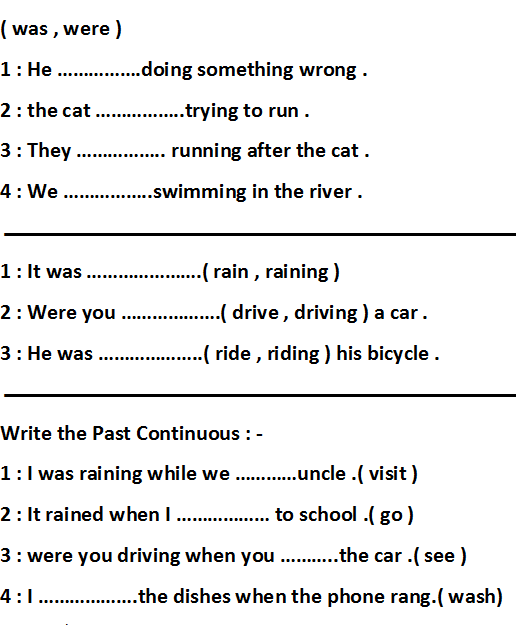 ( was , were )
1 : He ................doing something wrong .
2 : the cat .................trying to run .
3 : They ................. running after the cat .
4 : We .................swimming in the river .
1 : It was ......................( rain , raining )
2 : Were you ...................( drive , driving ) a car .
3 : He was ....................( ride , riding ) his bicycle .
Write the Past Continuous : -
1 : I was raining while we ............uncle .( visit )
2 : It rained when I .................. to school .( go )
3 : were you driving when you ...........the car .( see )
4 : I ...................the dishes when the phone rang.( wash)